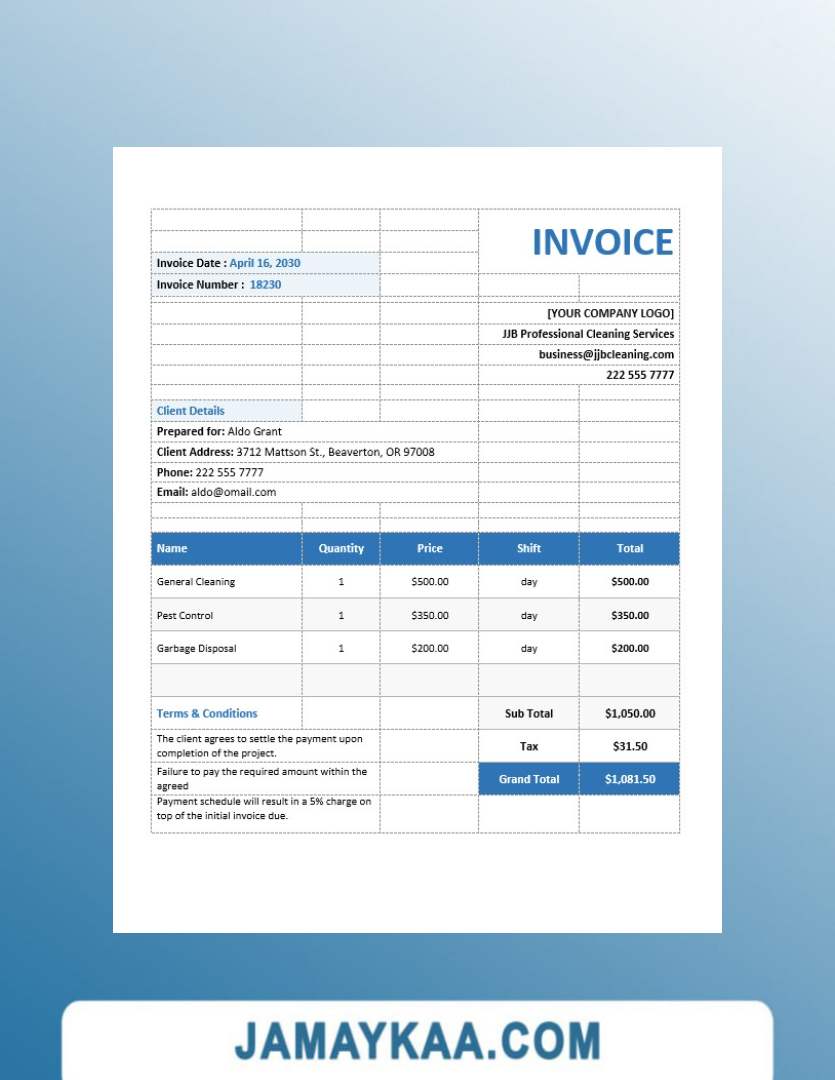 INVOICE
Invoice Date : April 16, 2030
Invoice Number : 18230
[YOUR COMPANY LOGO]
JJB Professional Cleaning Services
business@jjbcleaning.com
222 555 7777
Client Details
Prepared for: Aldo Grant
Client Address: 3712 Mattson St., Beaverton, OR 97008
Phone: 222 555 7777
Email: aldo@omail.com
Name Quantity Price Shift Total
General Cleaning 1 $500.00 day $500.00
Pest Control 1 $350.00 day $350.00
Garbage Disposal 1 $200.00 day $200.00
Terms & Conditions Sub Total $1,050.00
The client agrees to settle the payment upon
completion of the project.
Tax $31.50
Failure to pay the required amount within the
agreed
Grand Total $1,081.50
Payment schedule will result in a 5% charge on
top of the initial invoice due.
JAMAYKAA.COM